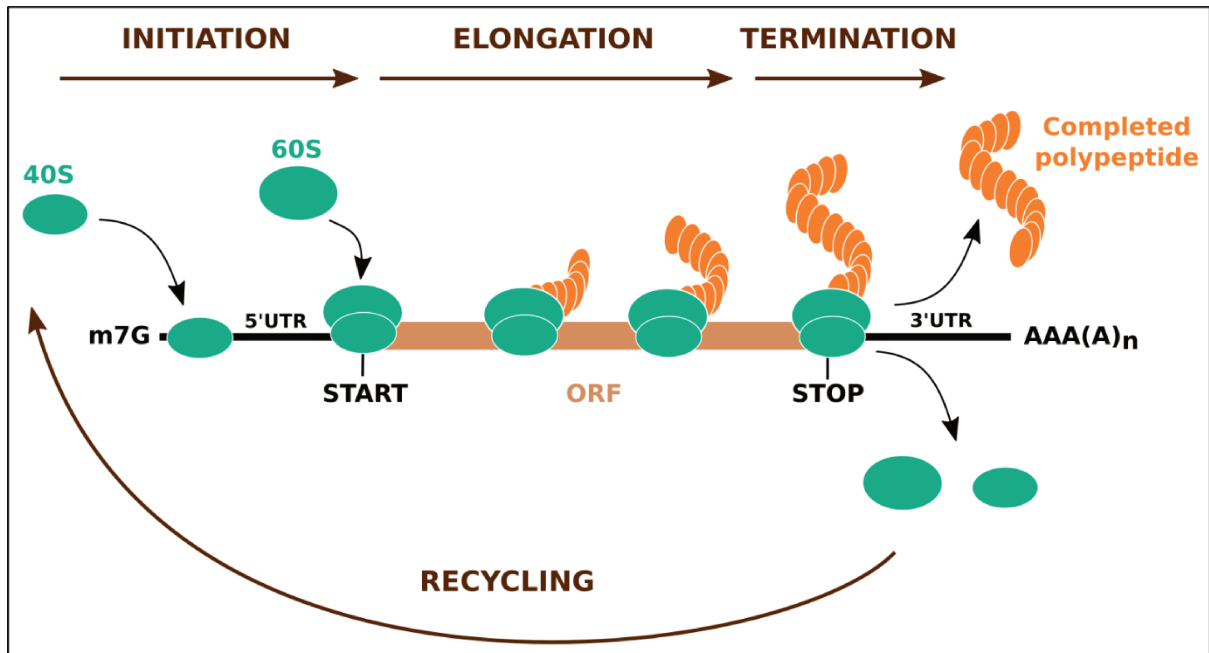 INITIATION
ELONGATION
TERMINATION
40S
60S
Completed
polypeptide
m7G
5'UTR
3'UTR
AAA(A)n
START
ORF
STOP
RECYCLING